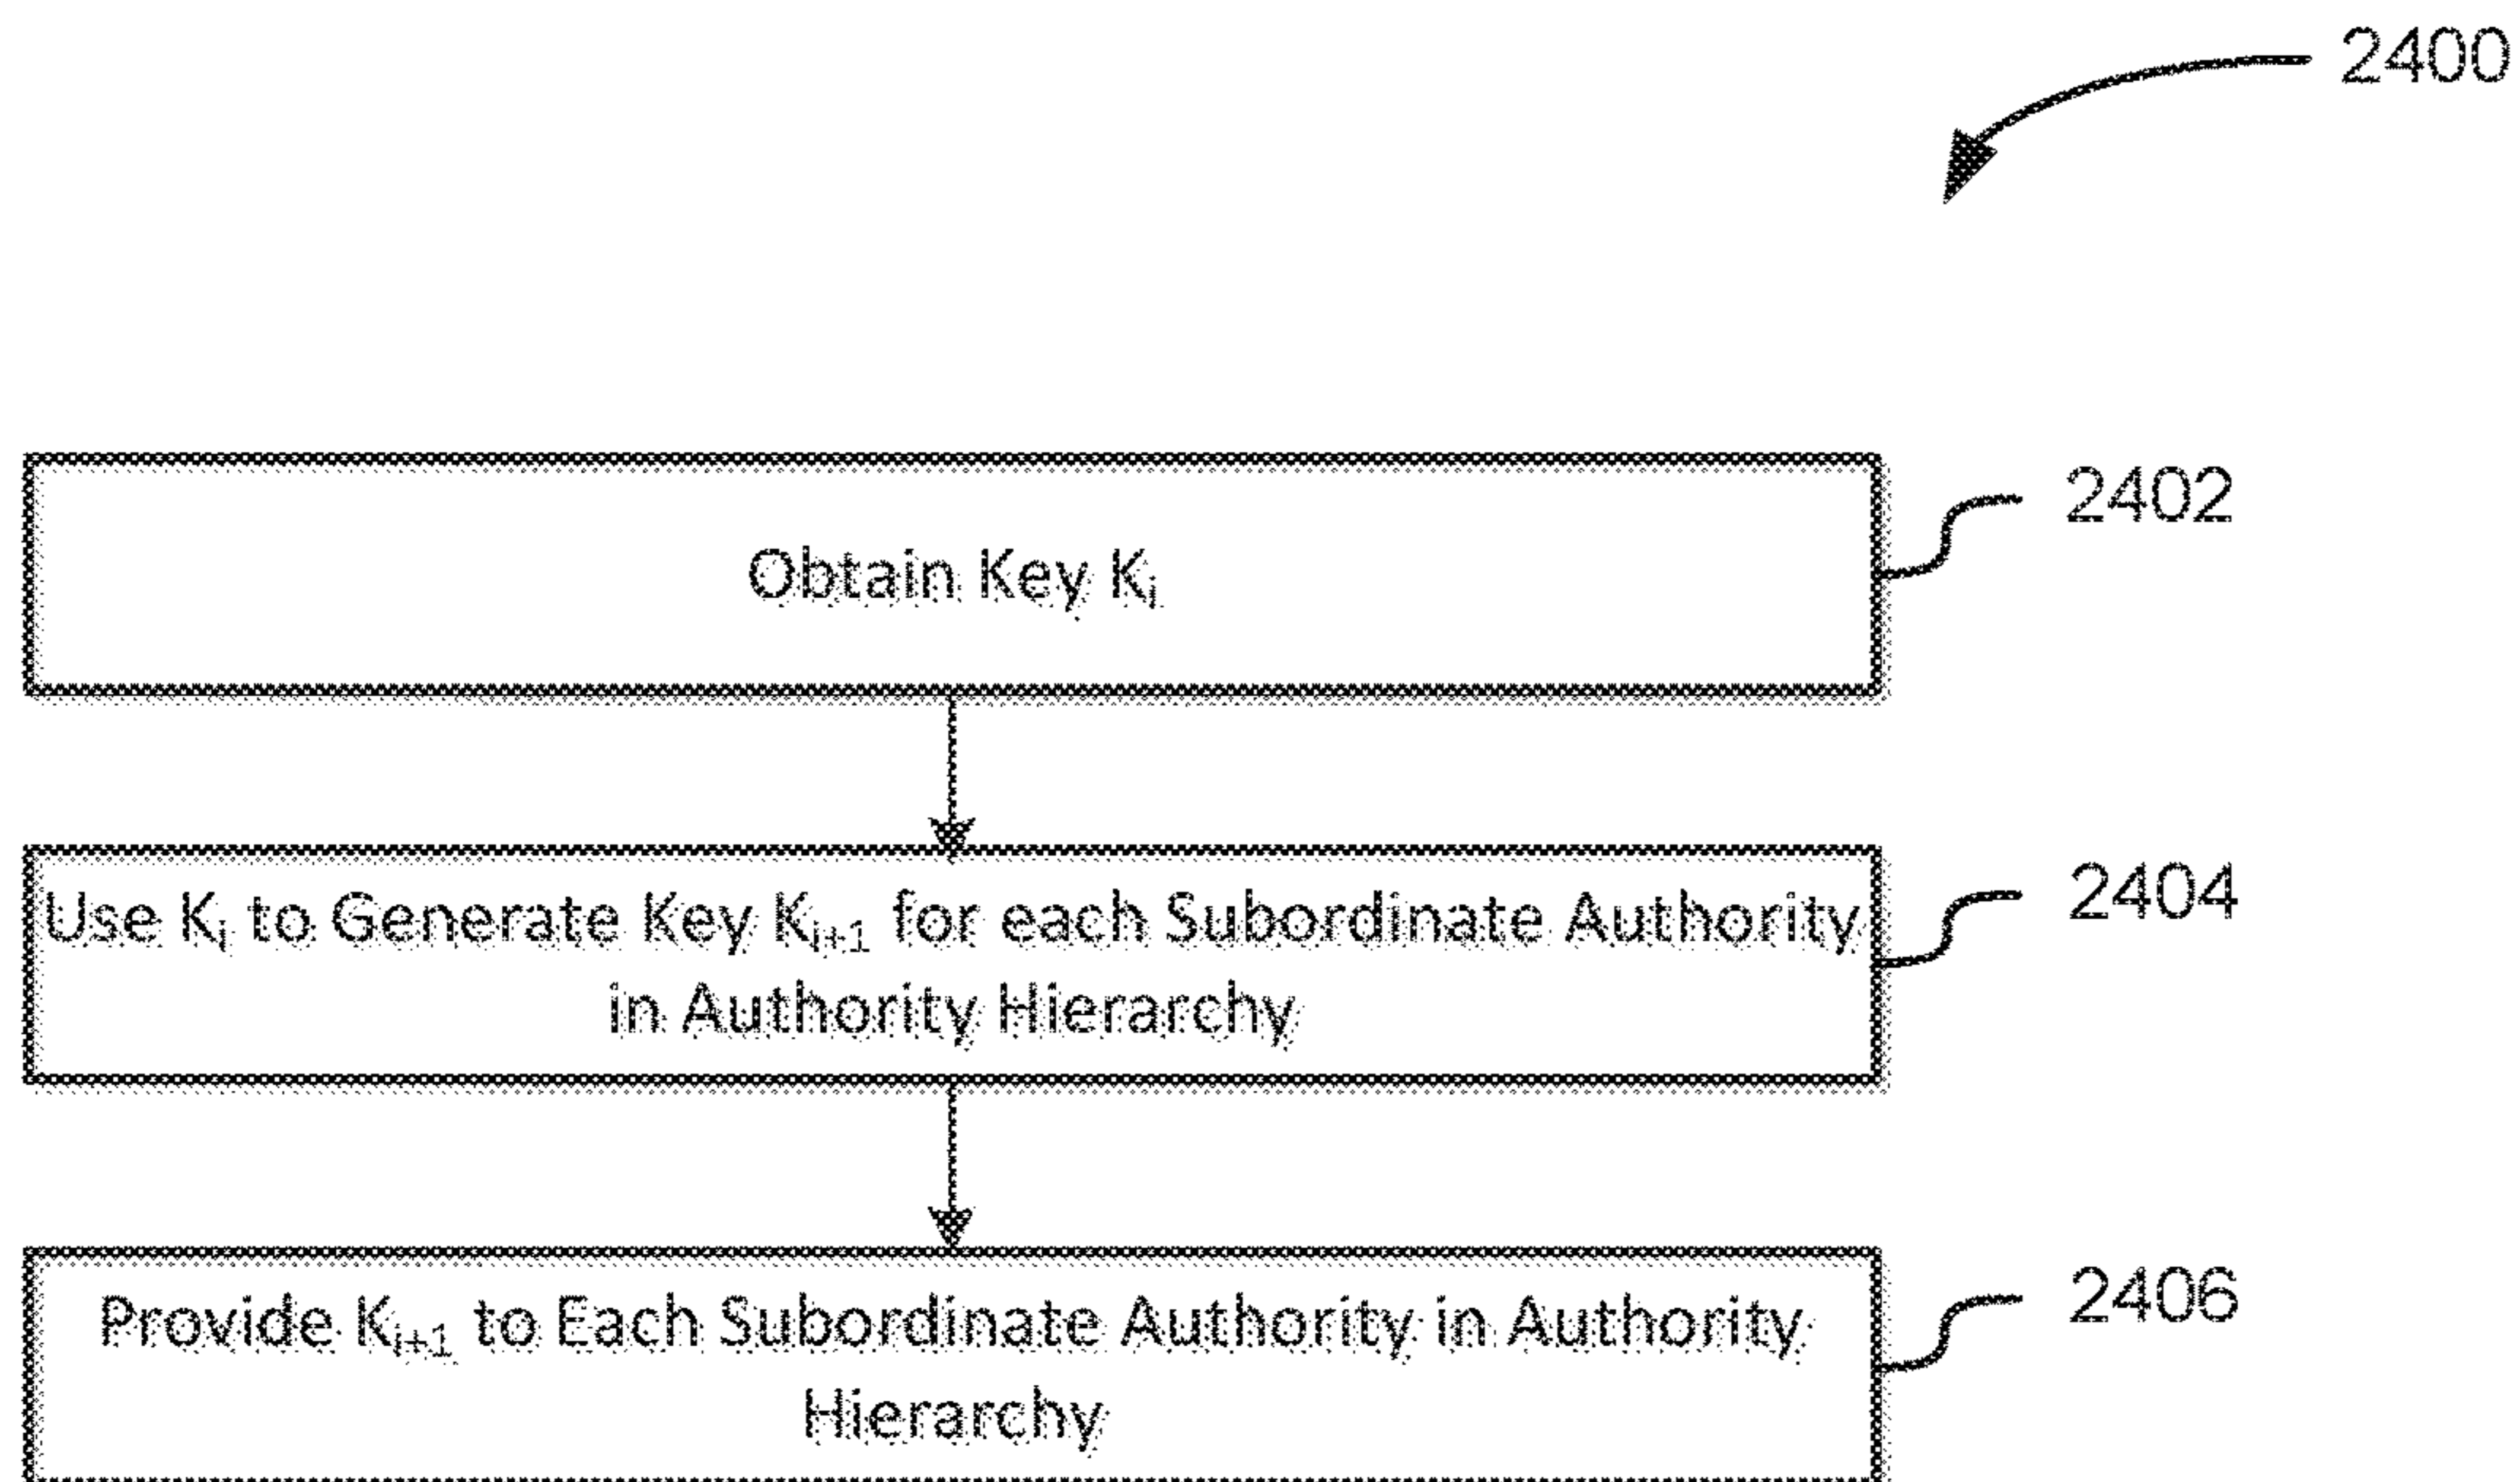 2400
Obtain Key Kᵢ
2402
Use Kᵢ to Generate Key Kᵢ₊₁ for each Subordinate Authority
in Authority Hierarchy
2404
Provide Kᵢ₊₁ to Each Subordinate Authority in Authority
Hierarchy
2406